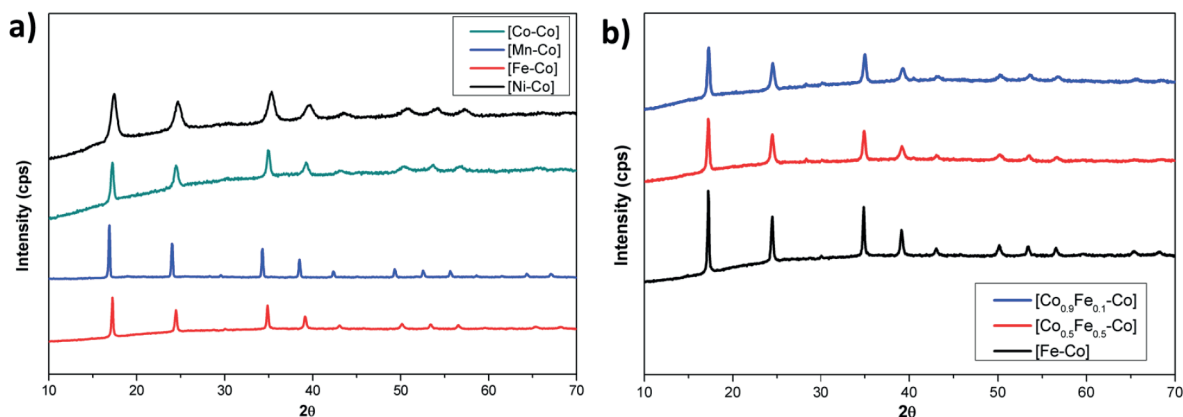 a)
[Co-Co]
[Mn-Co]
[Fe-Co]
[Ni-Co]
Intensity (cps)
10 20 30 40 50 60 70
2θ
b)
Intensity (cps)
[Co0.9Fe0.1-Co]
[Co0.5Fe0.5-Co]
[Fe-Co]
10 20 30 40 50 60 70
2θ